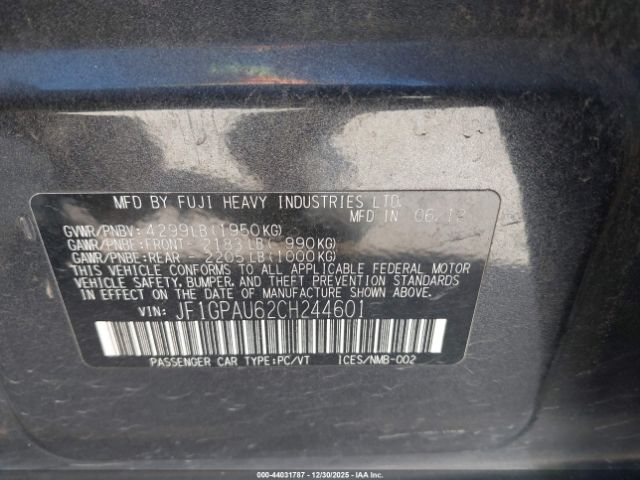 MFD BY FUJI HEAVY INDUSTRIES LTD.
MFD IN 06.12
GVWR/PNBV: 4299LB(1950KG)
GAWR/PNBE:FRONT 2183LB( 990KG)
GAWR/PNBE:REAR 2205LB(1000KG)
THIS VEHICLE CONFORMS TO ALL APPLICABLE FEDERAL MOTOR
VEHICLE SAFETY, BUMPER, AND THEFT PREVENTION STANDARDS
IN EFFECT ON THE DATE OF MANUFACTURE SHOWN ABOVE.
VIN: JF1GPAU62CH244601
PASSENGER CAR TYPE:PC/VT ICES/NMB-002
000-44031787 - 12/30/2025 - IAA Inc.